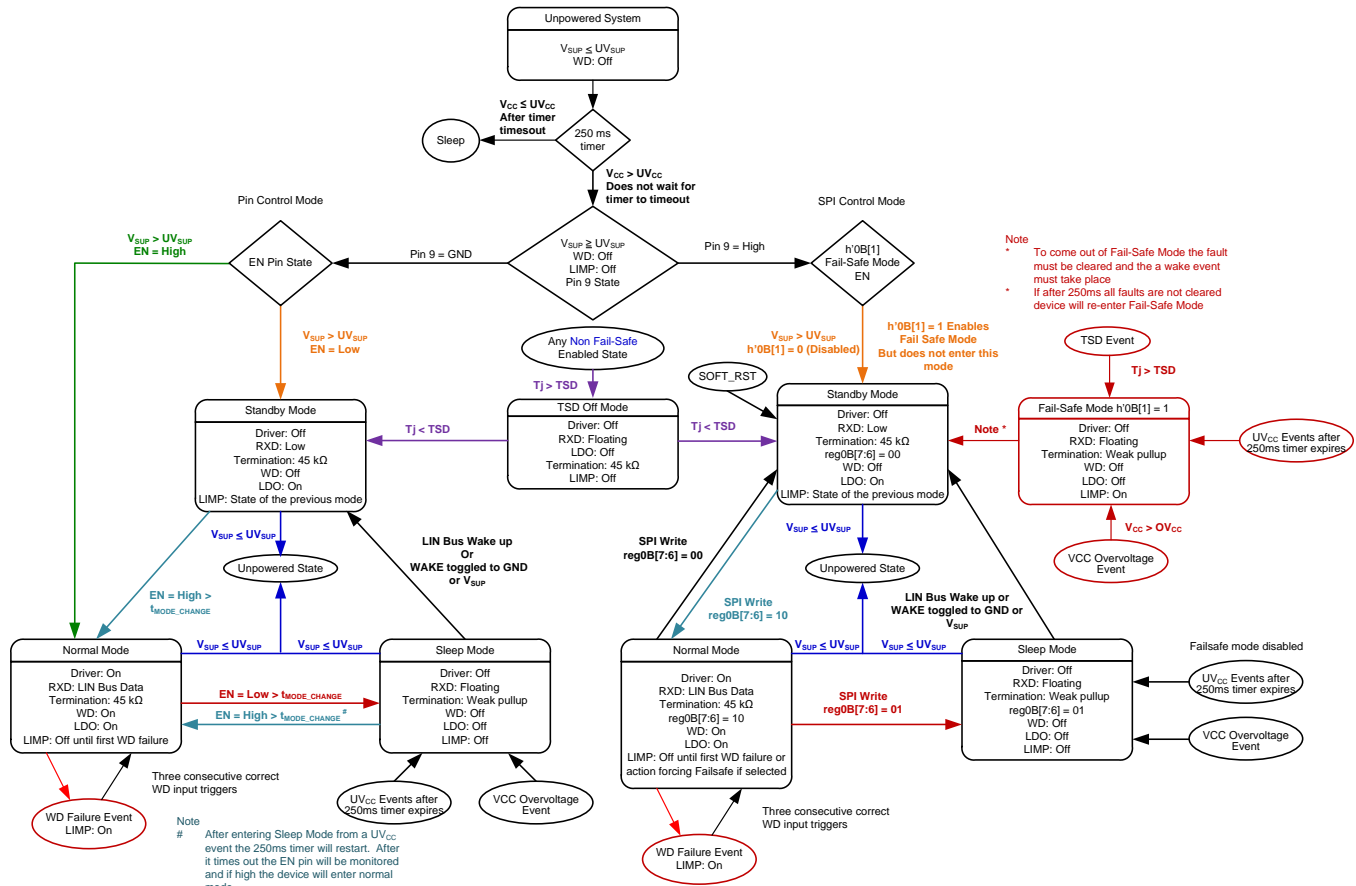 Unpowered System
VSUP ≤ UVSUP
WD: Off
VCC ≤ UVCC
After timer
timesout
Sleep
250 ms
timer
VCC > UVCC
Does not wait for
timer to timeout
Pin Control Mode
SPI Control Mode
VSUP > UVSUP
EN = High
EN Pin State
Pin 9 = GND
VSUP ≧ UVSUP
WD: Off
LIMP: Off
Pin 9 State
Pin 9 = High
h'0B[1]
Fail-Safe Mode
EN
Note
* To come out of Fail-Safe Mode the fault
must be cleared and the a wake event
must take place
* If after 250ms all faults are not cleared
device will re-enter Fail-Safe Mode
VSUP > UVSUP
EN = Low
Any Non Fail-Safe
Enabled State
VSUP > UVSUP
h'0B[1] = 0 (Disabled)
h'0B[1] = 1 Enables
Fail Safe Mode
But does not enter this
mode
TSD Event
SOFT_RST
Tj > TSD
Tj > TSD
Standby Mode
Driver: Off
RXD: Low
Termination: 45 kΩ
WD: Off
LDO: On
LIMP: State of the previous mode
Tj < TSD
TSD Off Mode
Driver: Off
RXD: Floating
LDO: Off
Termination: 45 kΩ
LIMP: Off
Tj < TSD
Standby Mode
Driver: Off
RXD: Low
Termination: 45 kΩ
reg0B[7:6] = 00
WD: Off
LDO: On
LIMP: State of the previous mode
Note *
Fail-Safe Mode h'0B[1] = 1
Driver: Off
RXD: Floating
Termination: Weak pullup
WD: Off
LDO: Off
LIMP: On
UVCC Events after
250ms timer expires
VCC > OVCC
VCC Overvoltage
Event
VSUP ≤ UVSUP
Unpowered State
LIN Bus Wake up
Or
WAKE toggled to GND
or VSUP
EN = High >
tMODE_CHANGE
VSUP ≤ UVSUP
VSUP ≤ UVSUP
SPI Write
reg0B[7:6] = 00
VSUP ≤ UVSUP
Unpowered State
SPI Write
reg0B[7:6] = 10
LIN Bus Wake up or
WAKE toggled to GND or
VSUP
VSUP ≤ UVSUP
VSUP ≤ UVSUP
Normal Mode
Driver: On
RXD: LIN Bus Data
Termination: 45 kΩ
WD: On
LDO: On
LIMP: Off until first WD failure
EN = Low > tMODE_CHANGE
EN = High > tMODE_CHANGE #
Sleep Mode
Driver: Off
RXD: Floating
Termination: Weak pullup
WD: Off
LDO: Off
LIMP: Off
Normal Mode
Driver: On
RXD: LIN Bus Data
Termination: 45 kΩ
reg0B[7:6] = 10
WD: On
LDO: On
LIMP: Off until first WD failure or
action forcing Failsafe if selected
SPI Write
reg0B[7:6] = 01
Sleep Mode
Driver: Off
RXD: Floating
Termination: Weak pullup
reg0B[7:6] = 01
WD: Off
LDO: Off
LIMP: Off
Failsafe mode disabled
UVCC Events after
250ms timer expires
VCC Overvoltage
Event
Three consecutive correct
WD input triggers
WD Failure Event
LIMP: On
UVCC Events after
250ms timer expires
VCC Overvoltage
Event
Three consecutive correct
WD input triggers
WD Failure Event
LIMP: On
Note
# After entering Sleep Mode from a UVCC
event the 250ms timer will restart. After
it times out the EN pin will be monitored
and if high the device will enter normal